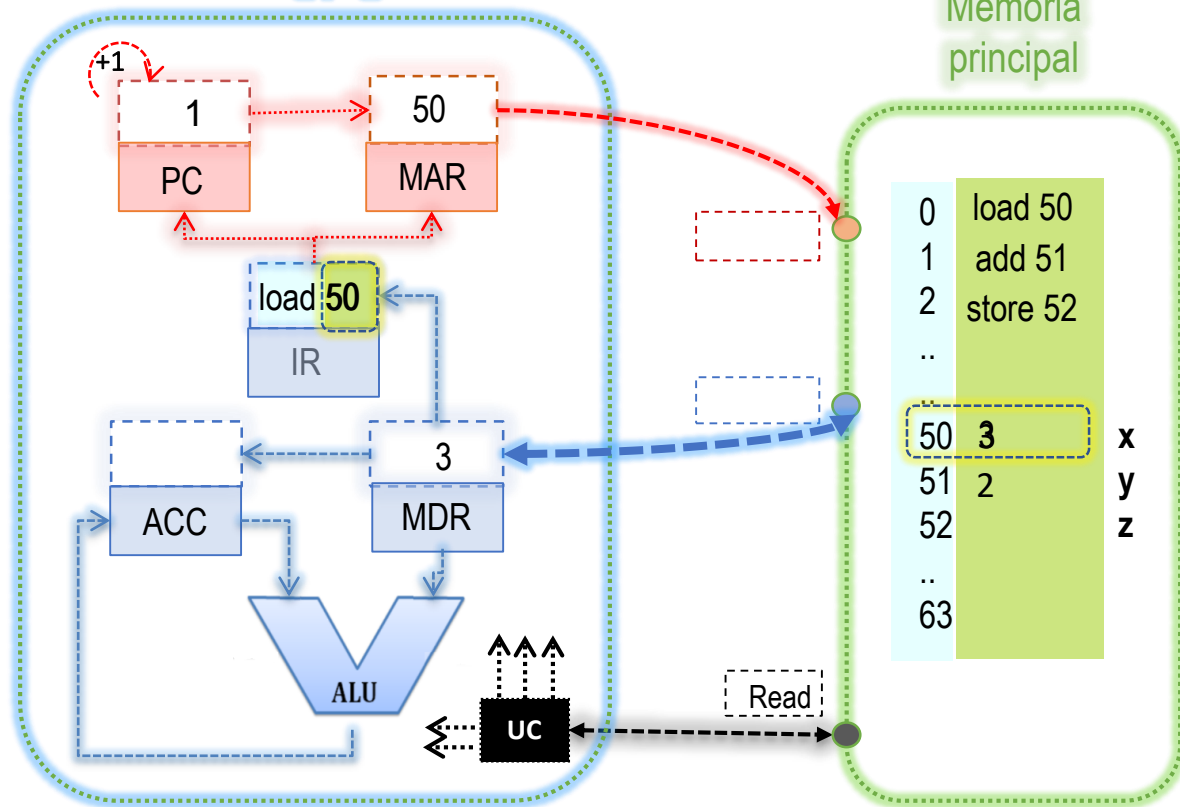 Memoria
principal
+1
1
50
PC
MAR
load 50
IR
ACC
3
MDR
ALU
UC
Read
0 load 50
1 add 51
2 store 52
..
..
50 3 x
51 2 y
52 z
..
63